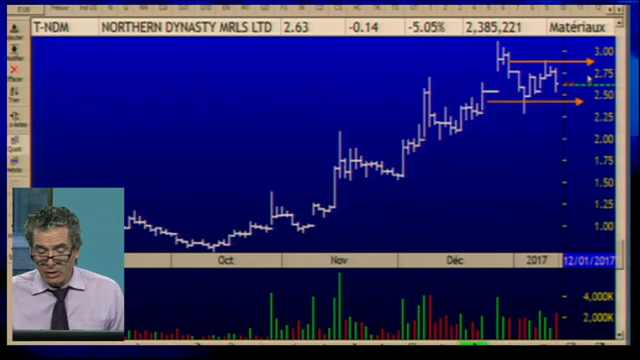 T-NDM NORTHERN DYNASTY MRLS LTD 2.63 -0.14 -5.05% 2,385,221 Matériaux
3.00
2.75
2.50
2.25
2.00
1.75
1.50
1.25
1.00
Oct Nov Déc 2017 12/01/2017
4,000K
2,000K